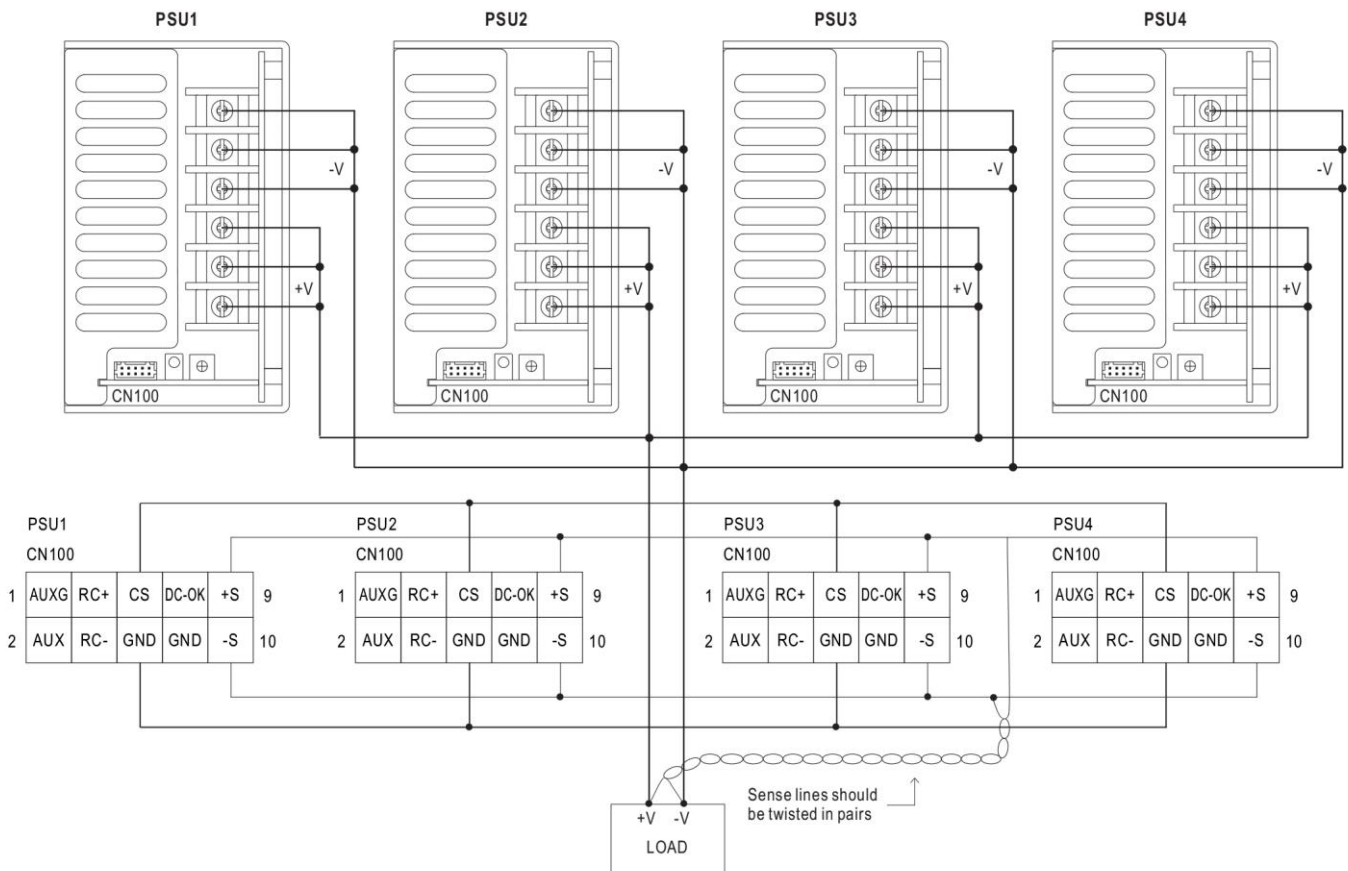 PSU1 PSU2 PSU3 PSU4
-V -V -V -V
+V +V +V +V
CN100 CN100 CN100 CN100
PSU1 PSU2 PSU3 PSU4
CN100 CN100 CN100 CN100
1 AUXG RC+ CS DC-OK +S 9 1 AUXG RC+ CS DC-OK +S 9 1 AUXG RC+ CS DC-OK +S 9 1 AUXG RC+ CS DC-OK +S 9
2 AUX RC- GND GND -S 10 2 AUX RC- GND GND -S 10 2 AUX RC- GND GND -S 10 2 AUX RC- GND GND -S 10
Sense lines should
be twisted in pairs
+V -V
LOAD